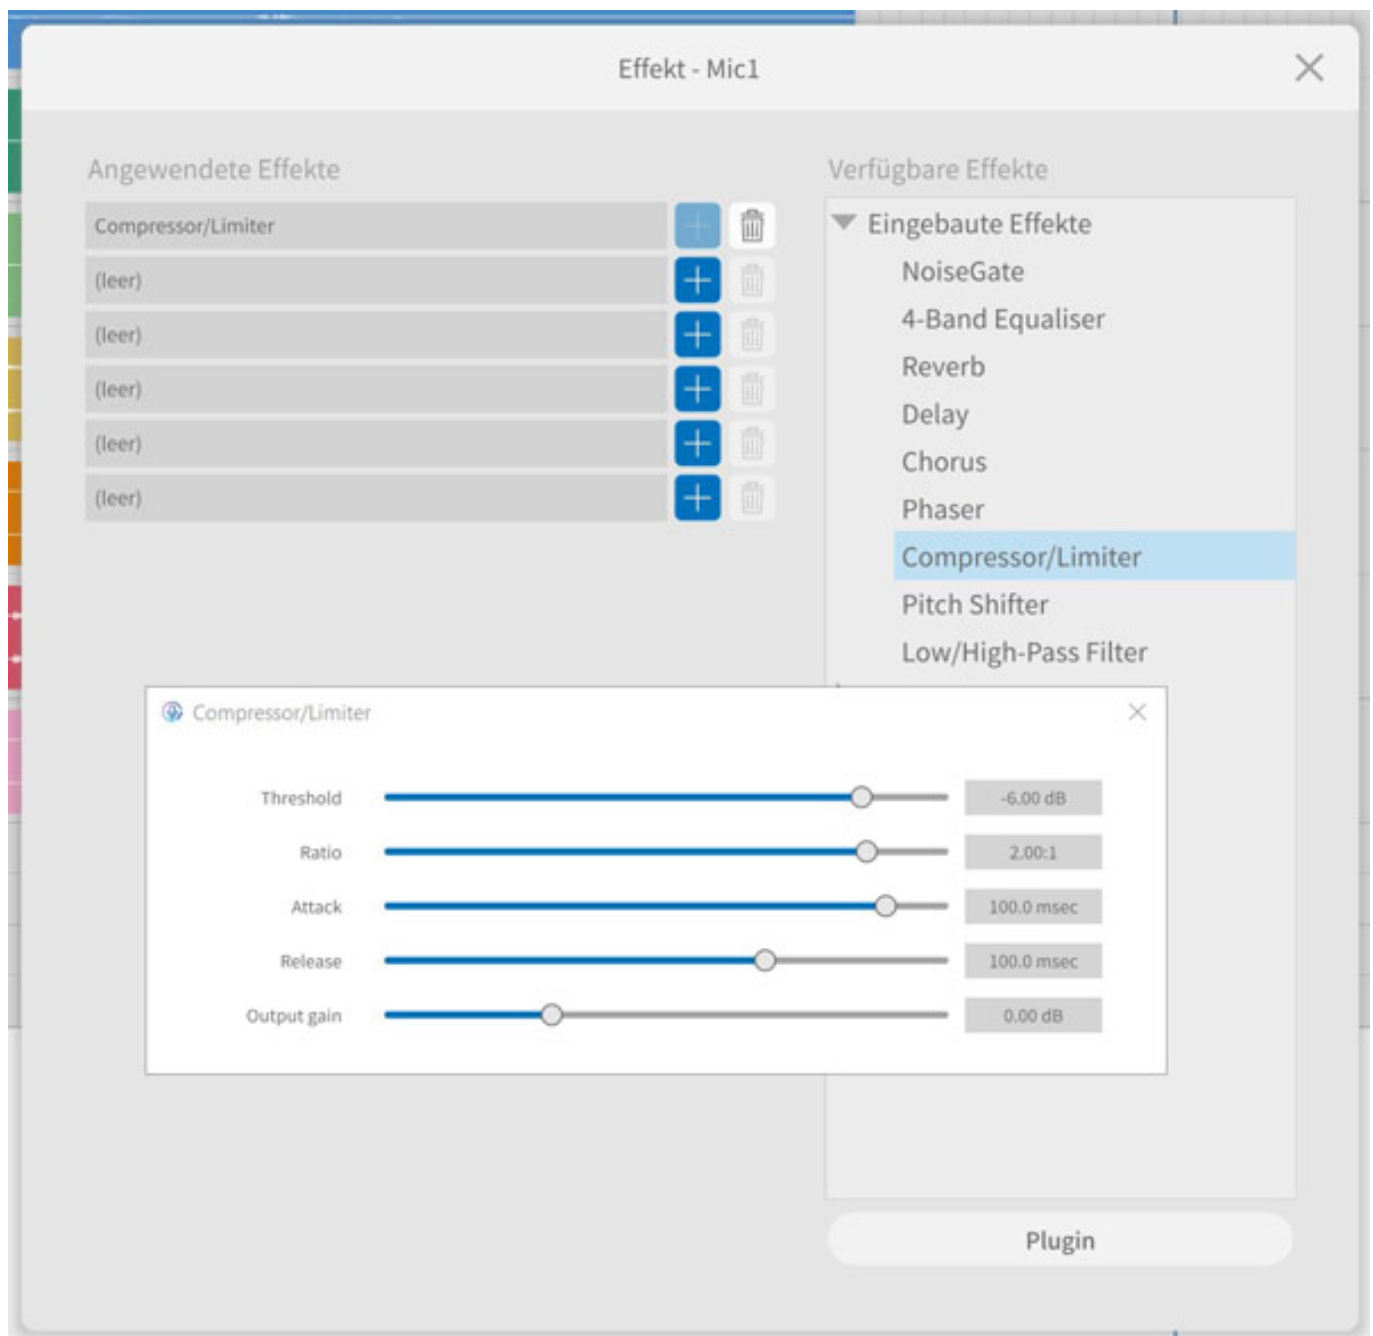 Effekt - Mic1
Angewendete Effekte
Compressor/Limiter
(leer)
(leer)
(leer)
(leer)
(leer)
Verfügbare Effekte
Eingebaute Effekte
NoiseGate
4-Band Equaliser
Reverb
Delay
Chorus
Phaser
Compressor/Limiter
Pitch Shifter
Low/High-Pass Filter
Compressor/Limiter
Threshold -6.00 dB
Ratio 2.00:1
Attack 100.0 msec
Release 100.0 msec
Output gain 0.00 dB
Plugin